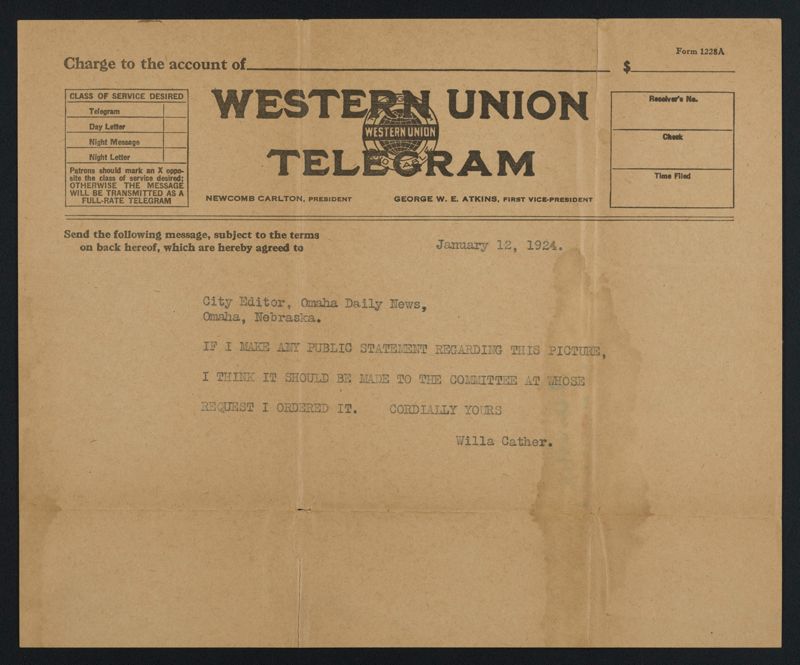 Form 1228A
Charge to the account of
$
CLASS OF SERVICE DESIRED
Telegram
Day Letter
Night Message
Night Letter
Patrons should mark an X oppo-
site the class of service desired;
OTHERWISE THE MESSAGE
WILL BE TRANSMITTED AS A
FULL-RATE TELEGRAM
WESTERN UNION
WESTERN UNION
TELEGRAM
NEWCOMB CARLTON, PRESIDENT
GEORGE W. E. ATKINS, FIRST VICE-PRESIDENT
Receiver's No.
Check
Time Filed
Send the following message, subject to the terms
on back hereof, which are hereby agreed to
January 12, 1924.
City Editor, Omaha Daily News,
Omaha, Nebraska.
IF I MAKE ANY PUBLIC STATEMENT REGARDING THIS PICTURE,
I THINK IT SHOULD BE MADE TO THE COMMITTEE AT WHOSE
REQUEST I ORDERED IT. CORDIALLY YOURS
Willa Cather.